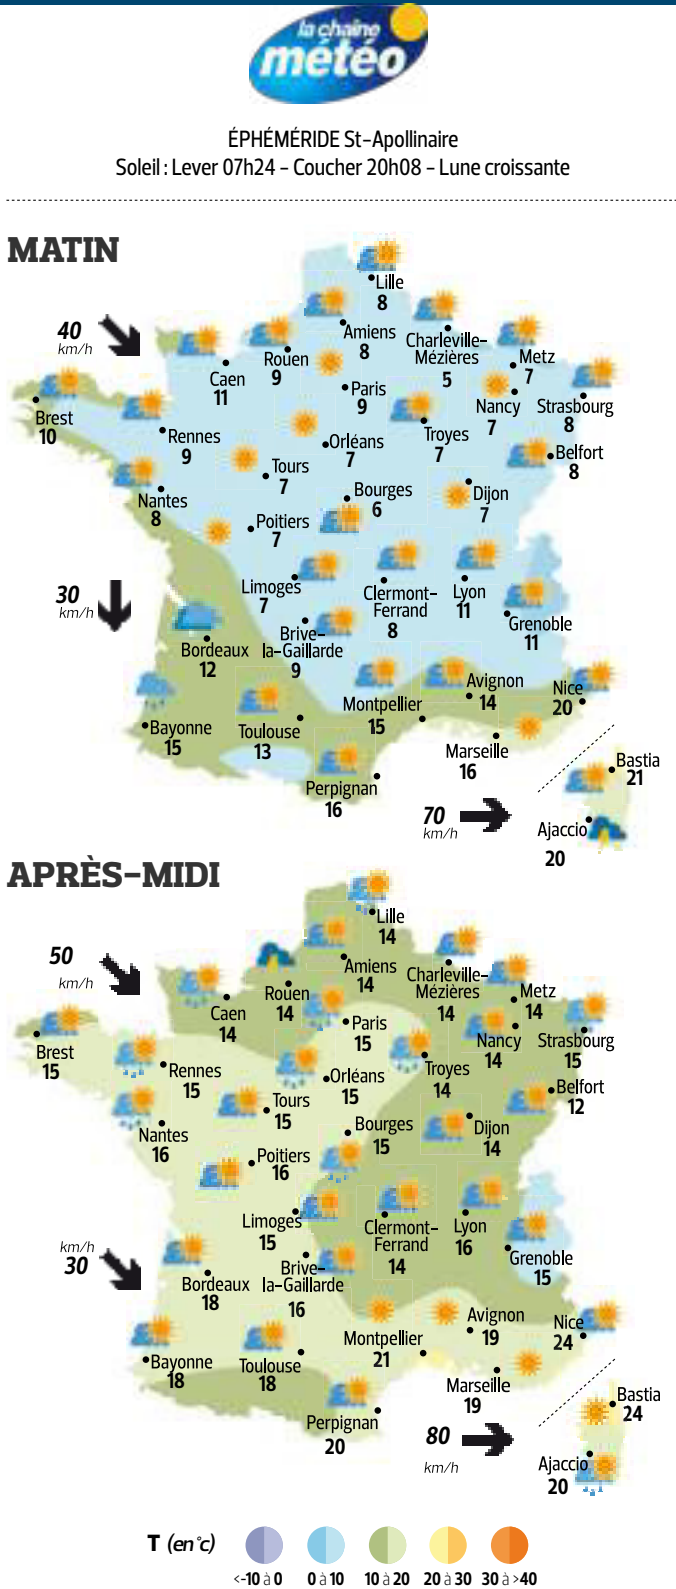 la chaîne
météo
ÉPHÉMÉRIDE St-Apollinaire
Soleil : Lever 07h24 - Coucher 20h08 - Lune croissante
MATIN
Lille
8
40
km/h
Amiens
8
Charleville-
Mézières
5
Rouen
9
Metz
7
Caen
11
Paris
9
Nancy
7
Strasbourg
8
Brest
10
Rennes
9
Orléans
7
Troyes
7
Belfort
8
Tours
7
Nantes
8
Bourges
6
Dijon
7
Poitiers
7
Limoges
7
Clermont-
Ferrand
8
Lyon
11
30
km/h
Grenoble
11
Brive-
la-Gaillarde
9
Bordeaux
12
Avignon
14
Nice
20
Montpellier
15
Bayonne
15
Toulouse
13
Marseille
16
Perpignan
16
Bastia
21
70
km/h
Ajaccio
20
APRÈS-MIDI
Lille
14
50
km/h
Amiens
14
Charleville-
Mézières
14
Rouen
14
Metz
14
Caen
14
Paris
15
Nancy
14
Strasbourg
15
Brest
15
Rennes
15
Orléans
15
Troyes
14
Belfort
12
Tours
15
Nantes
16
Bourges
15
Dijon
14
Poitiers
16
Limoges
15
Clermont-
Ferrand
14
Lyon
16
km/h
30
Grenoble
15
Brive-
la-Gaillarde
16
Bordeaux
18
Avignon
19
Nice
24
Montpellier
21
Bayonne
18
Toulouse
18
Marseille
19
Perpignan
20
Bastia
24
80
km/h
Ajaccio
20
T (en °c)
<-10 à 0 0 à 10 10 à 20 20 à 30 30 à >40